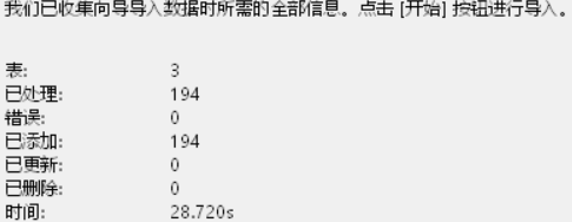 我们已收集向导导入数据时所需的全部信息。点击 [开始] 按钮进行导入。
表: 3
已处理: 194
错误: 0
已添加: 194
已更新: 0
已删除: 0
时间: 28.720s